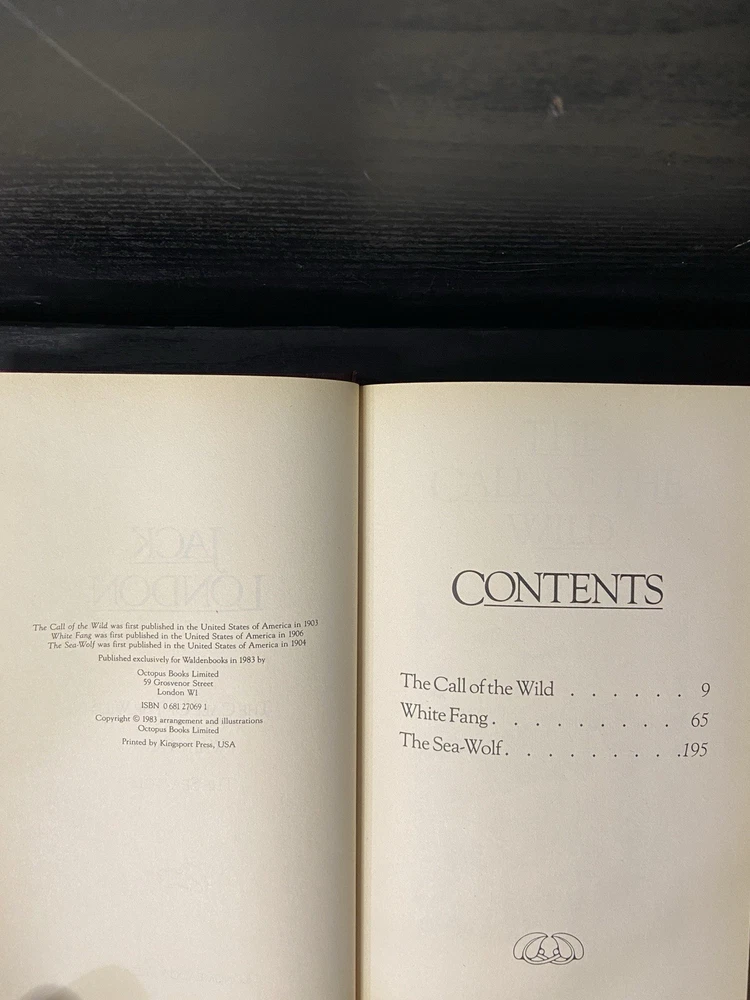 The Call of the Wild was first published in the United States of America in 1903
White Fang was first published in the United States of America in 1906
The Sea-Wolf was first published in the United States of America in 1904
Published exclusively for Waldenbooks in 1983 by
Octopus Books Limited
59 Grosvenor Street
London W1
ISBN 0 681 27069 1
Copyright © 1983 arrangement and illustrations
Octopus Books Limited
Printed by Kingsport Press, USA
JACK
LONDON
CONTENTS
The Call of the Wild . . . . . . 9
White Fang. . . . . . . . . . 65
The Sea-Wolf. . . . . . . . .195